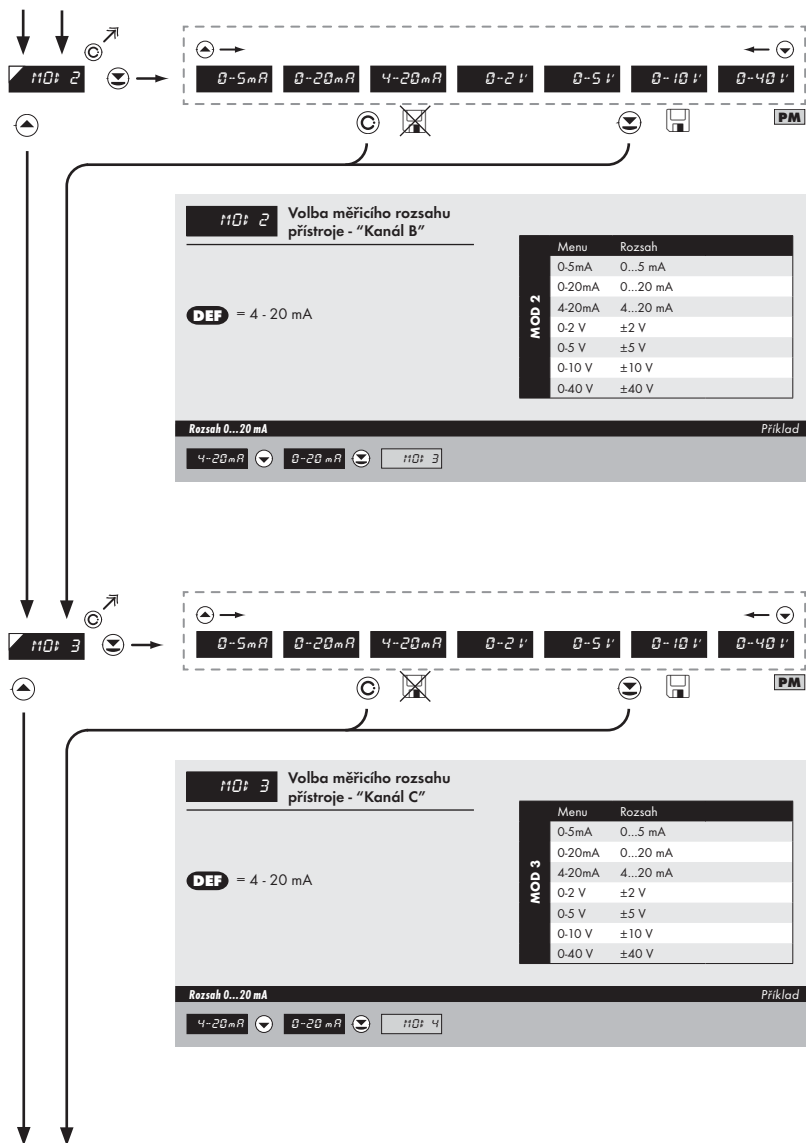 MOD 2
0-5mA 0-20mA 4-20mA 0-2 V 0-5 V 0-10 V 0-40 V
PM
MOD 2
Volba měřicího rozsahu
přístroje - “Kanál B”
DEF = 4 - 20 mA
MOD 2
Menu Rozsah
0-5mA 0...5 mA
0-20mA 0...20 mA
4-20mA 4...20 mA
0-2 V ±2 V
0-5 V ±5 V
0-10 V ±10 V
0-40 V ±40 V
Rozsah 0...20 mA Příklad
4-20mA 0-20 mA MOD 3
MOD 3
0-5mA 0-20mA 4-20mA 0-2 V 0-5 V 0-10 V 0-40 V
PM
MOD 3
Volba měřicího rozsahu
přístroje - “Kanál C”
DEF = 4 - 20 mA
MOD 3
Menu Rozsah
0-5mA 0...5 mA
0-20mA 0...20 mA
4-20mA 4...20 mA
0-2 V ±2 V
0-5 V ±5 V
0-10 V ±10 V
0-40 V ±40 V
Rozsah 0...20 mA Příklad
4-20mA 0-20 mA MOD 4